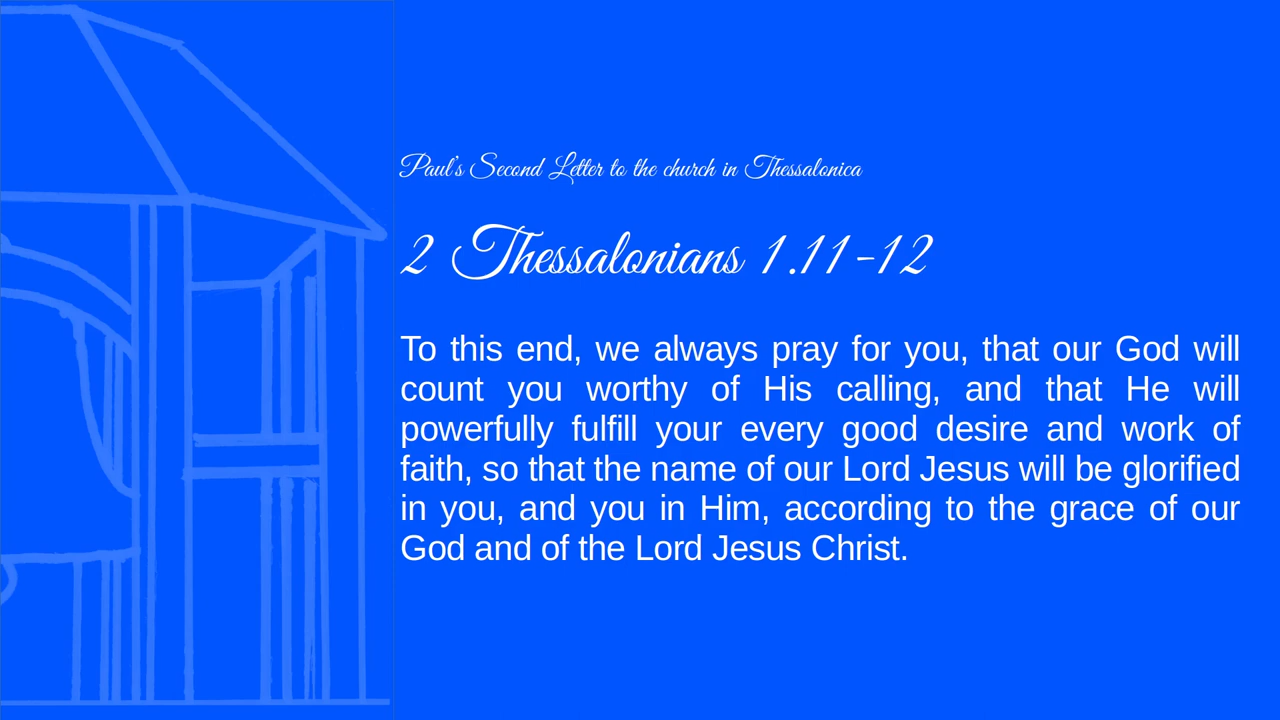 Paul's Second Letter to the church in Thessalonica
2 Thessalonians 1.11-12
To this end, we always pray for you, that our God will
count you worthy of His calling, and that He will
powerfully fulfill your every good desire and work of
faith, so that the name of our Lord Jesus will be glorified
in you, and you in Him, according to the grace of our
God and of the Lord Jesus Christ.